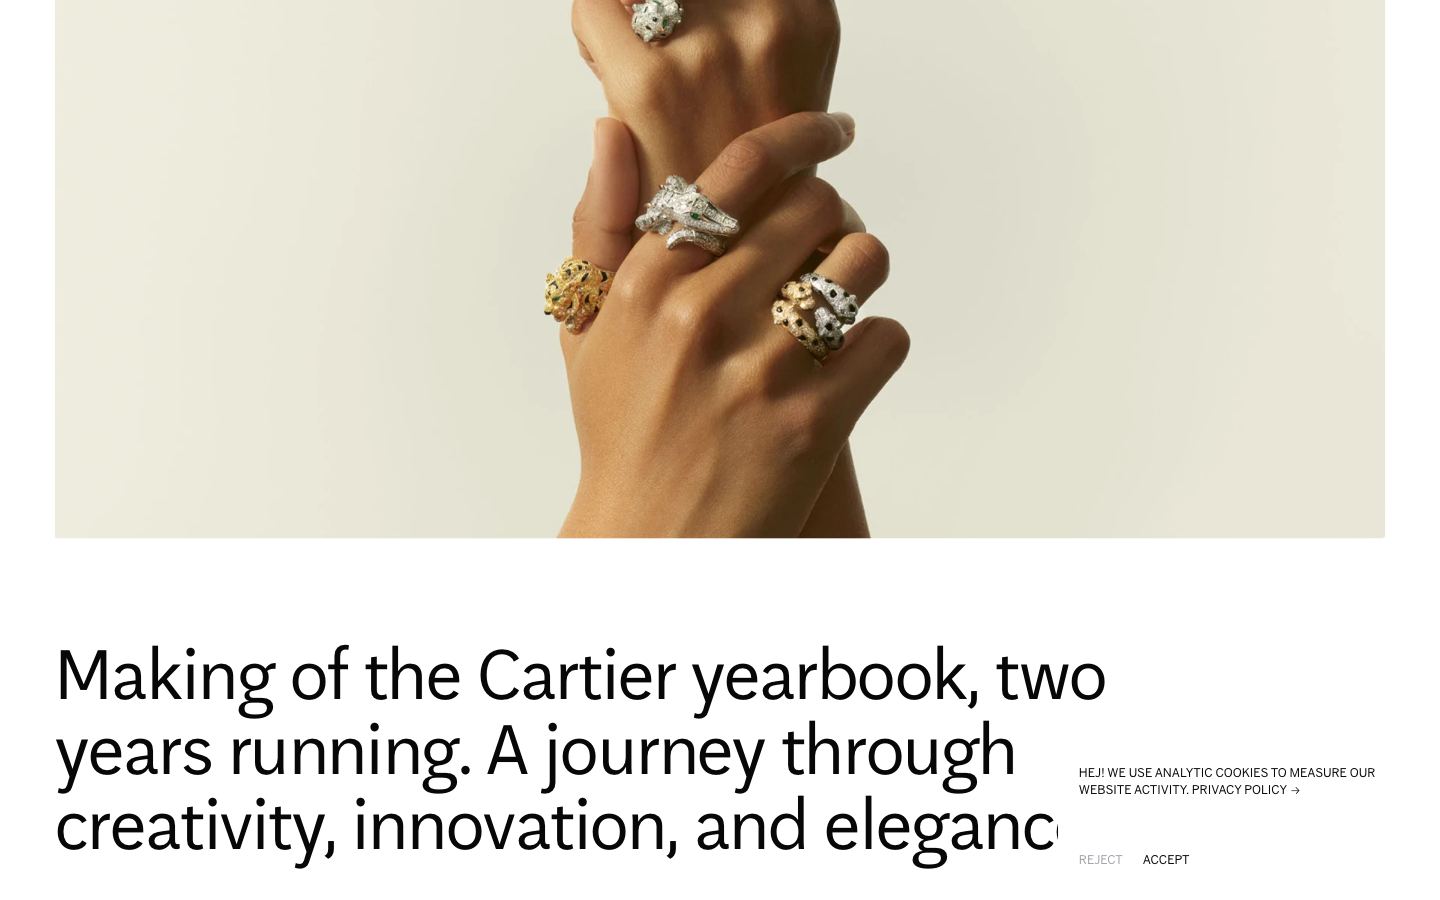 Making of the Cartier yearbook, two
years running. A journey through
creativity, innovation, and eleganc
HEJ! WE USE ANALYTIC COOKIES TO MEASURE OUR
WEBSITE ACTIVITY. PRIVACY POLICY →
REJECT ACCEPT